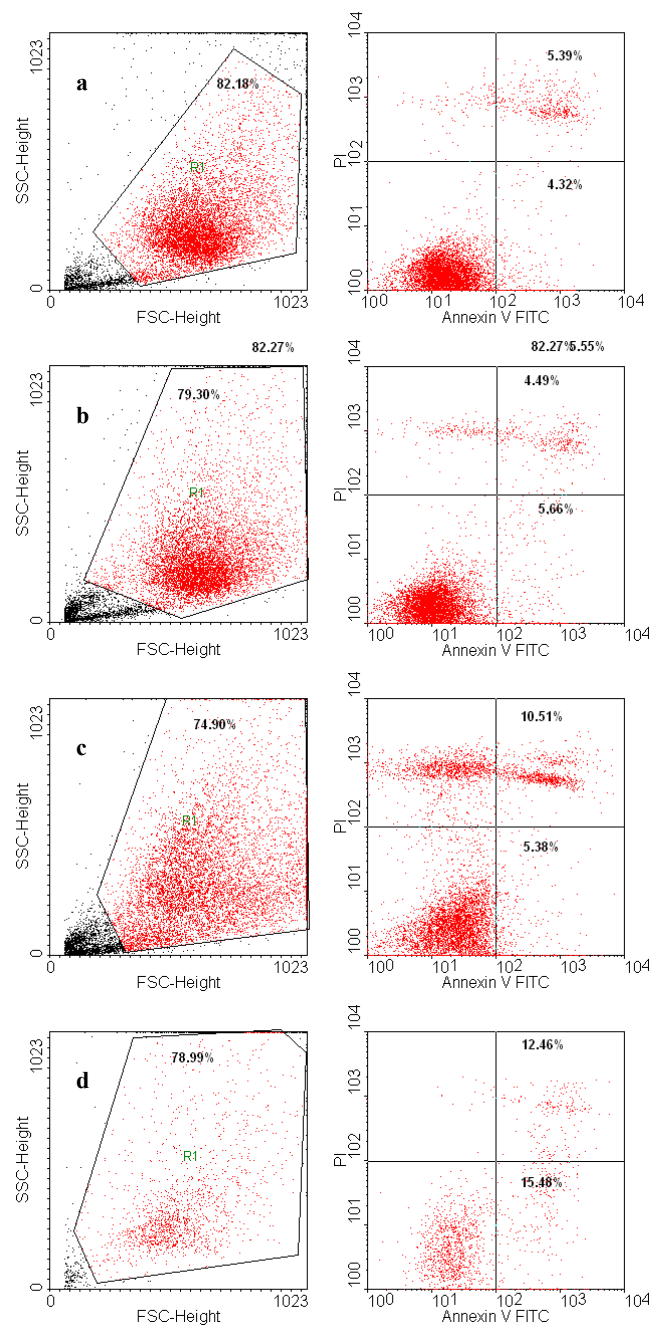 a
82.18%
R1
SSC-Height
0
1023
0
1023
FSC-Height
5.39%
4.32%
PI
100
101
102
103
104
10⁰
10¹
10²
10³
10⁴
Annexin V FITC
82.27%
82.27%
5.55%
b
79.30%
R1
SSC-Height
0
1023
0
1023
FSC-Height
4.49%
5.66%
PI
100
101
102
103
104
10⁰
10¹
10²
10³
10⁴
Annexin V FITC
c
74.90%
R1
SSC-Height
0
1023
0
1023
FSC-Height
10.51%
5.38%
PI
100
101
102
103
104
10⁰
10¹
10²
10³
10⁴
Annexin V FITC
d
78.99%
R1
SSC-Height
0
1023
0
1023
FSC-Height
12.46%
15.48%
PI
100
101
102
103
104
10⁰
10¹
10²
10³
10⁴
Annexin V FITC